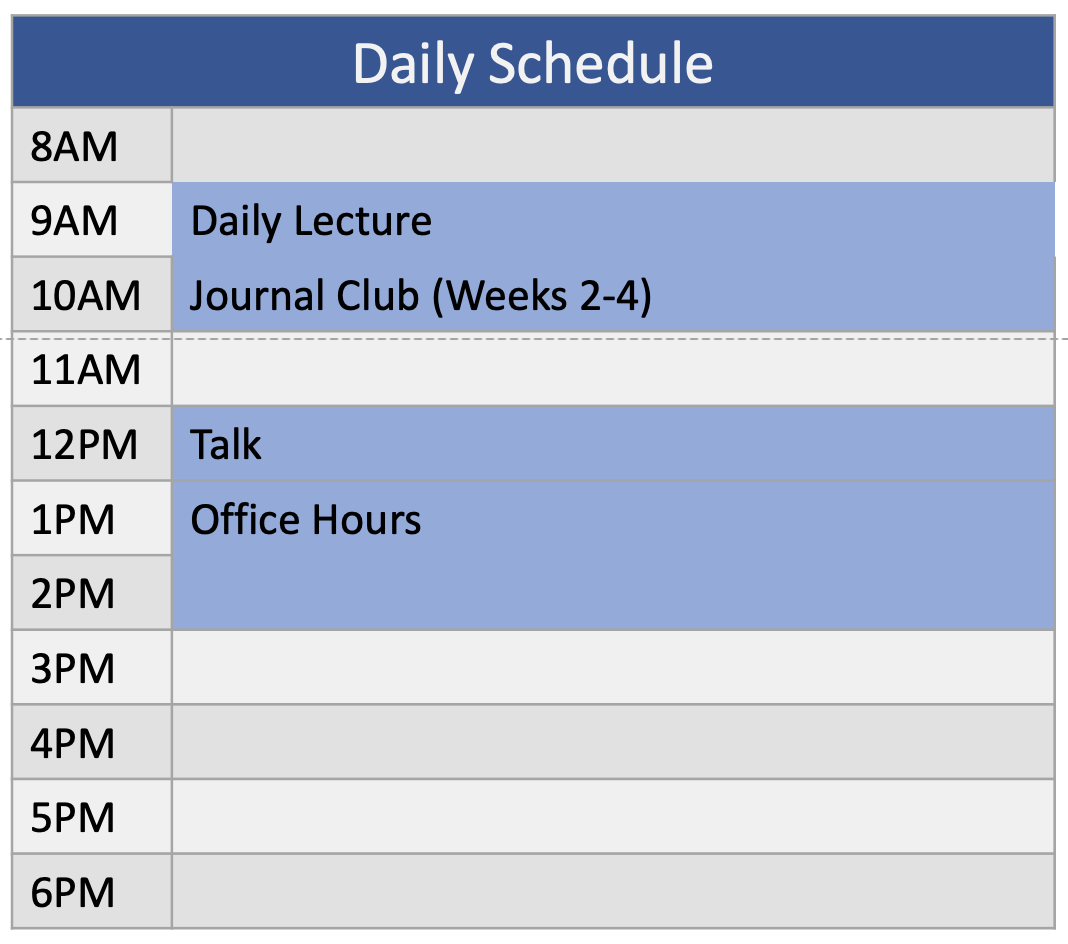 Daily Schedule
8AM
9AM Daily Lecture
10AM Journal Club (Weeks 2-4)
11AM
12PM Talk
1PM Office Hours
2PM
3PM
4PM
5PM
6PM